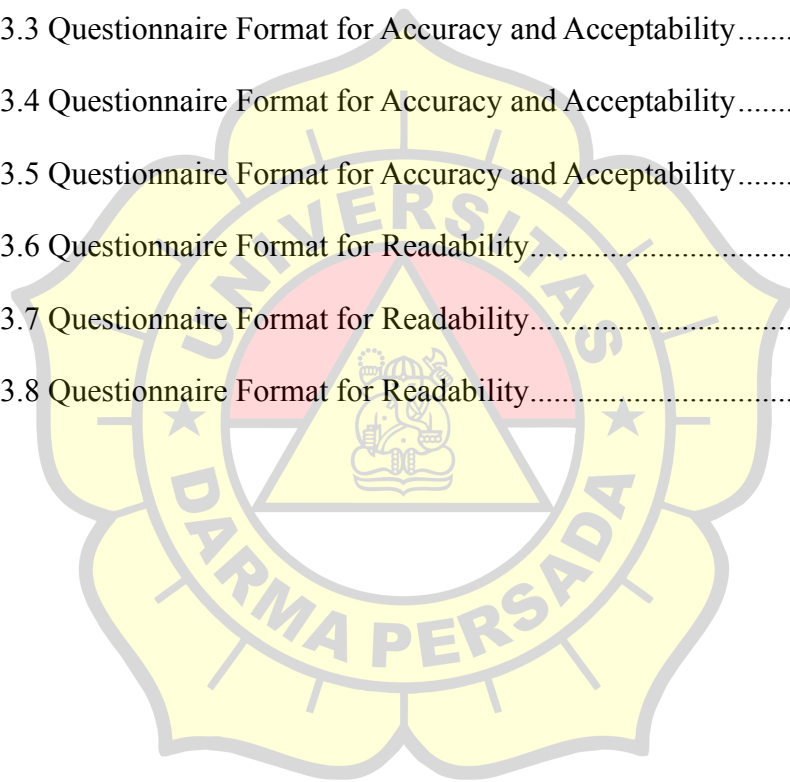 3.3 Questionnaire Format for Accuracy and Acceptability.......
3.4 Questionnaire Format for Accuracy and Acceptability.......
3.5 Questionnaire Format for Accuracy and Acceptability.......
3.6 Questionnaire Format for Readability..................................
3.7 Questionnaire Format for Readability..................................
3.8 Questionnaire Format for Readability..................................
UNIVERSITAS
DARMA PERSADA